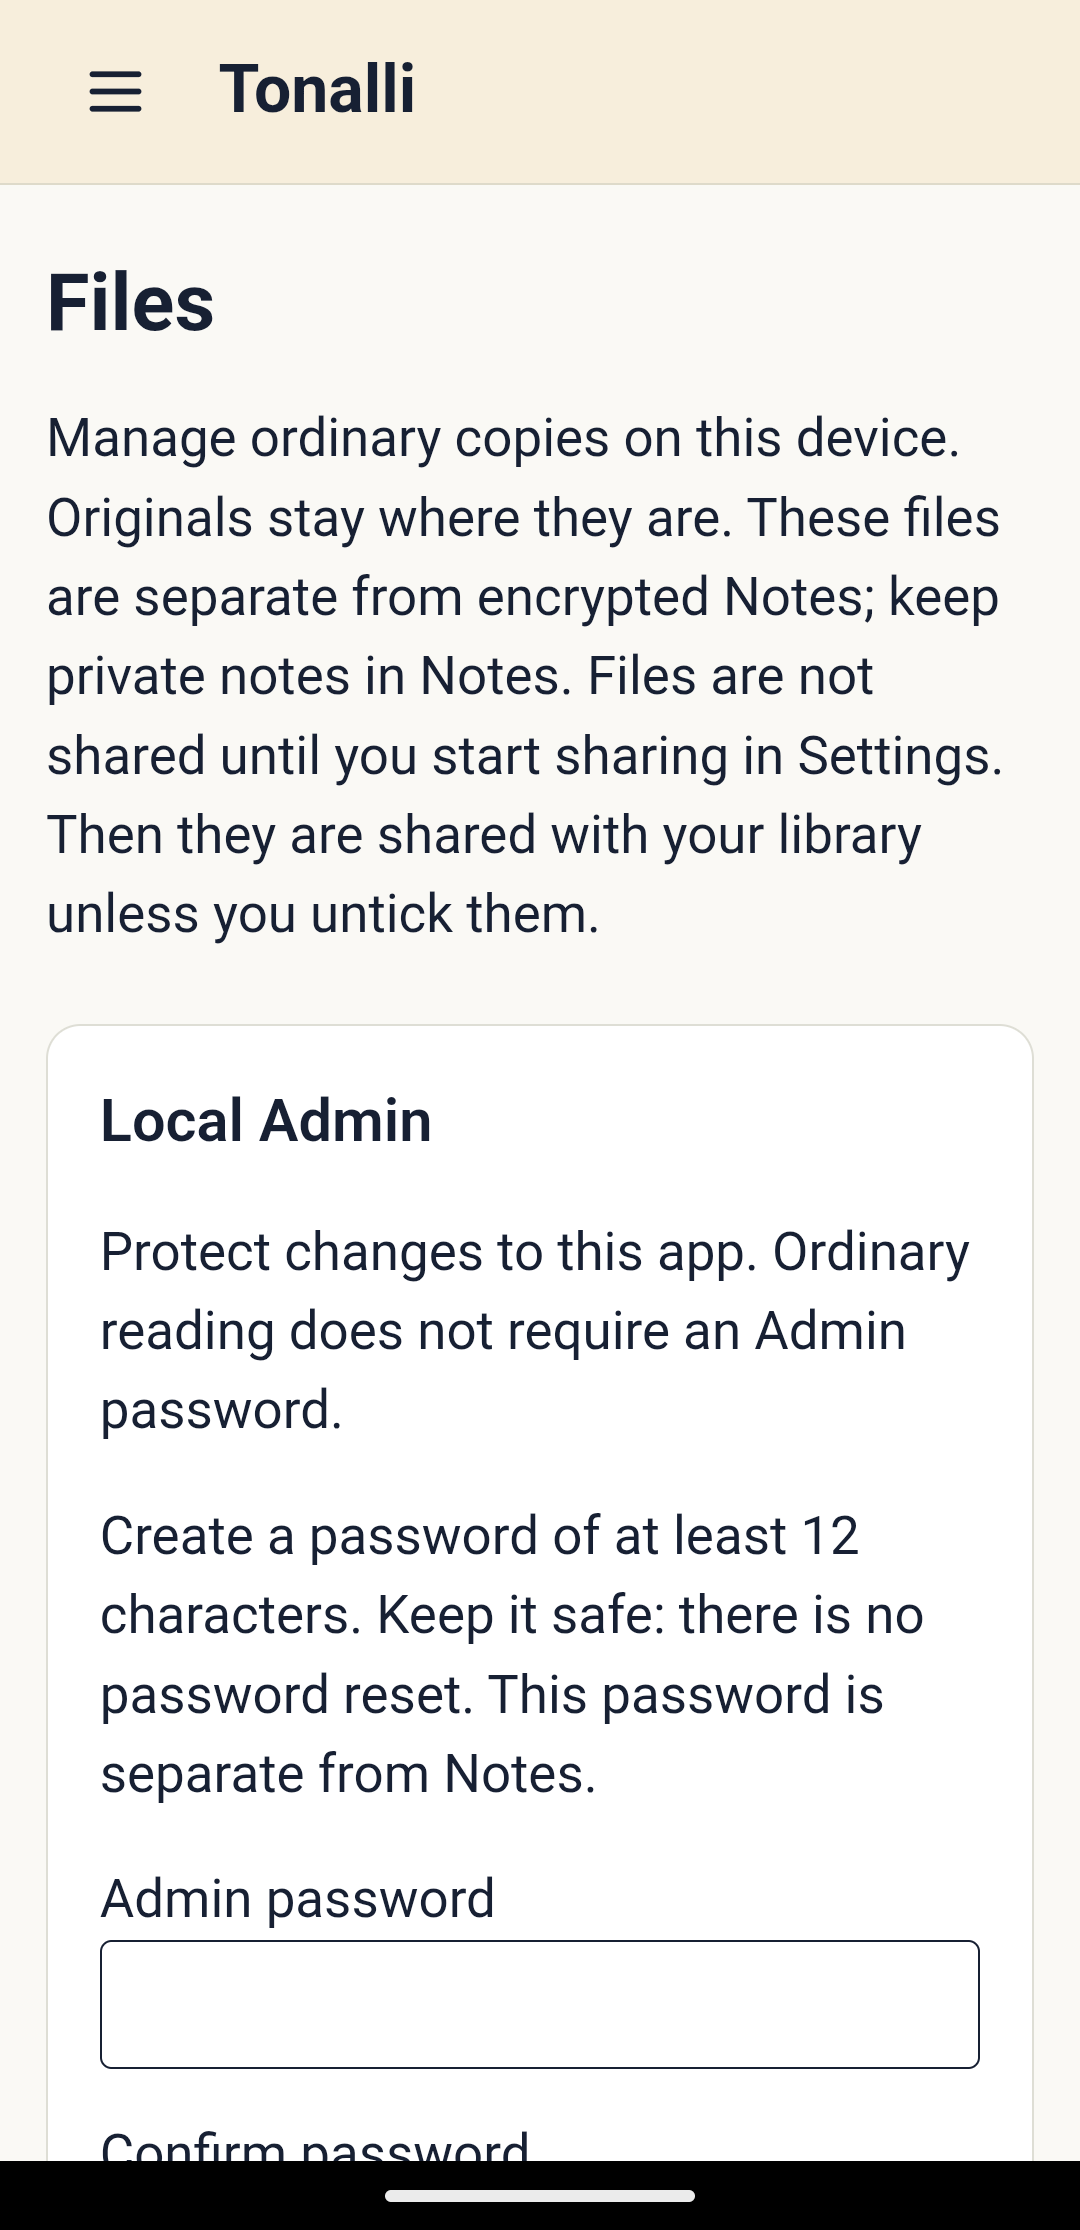 Tonalli
Files
Manage ordinary copies on this device.
Originals stay where they are. These files
are separate from encrypted Notes; keep
private notes in Notes. Files are not
shared until you start sharing in Settings.
Then they are shared with your library
unless you untick them.
Local Admin
Protect changes to this app. Ordinary
reading does not require an Admin
password.
Create a password of at least 12
characters. Keep it safe: there is no
password reset. This password is
separate from Notes.
Admin password
Confirm password